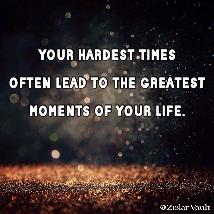 YOUR HARDEST TIMES
OFTEN LEAD TO THE GREATEST
MOMENTS OF YOUR LIFE.